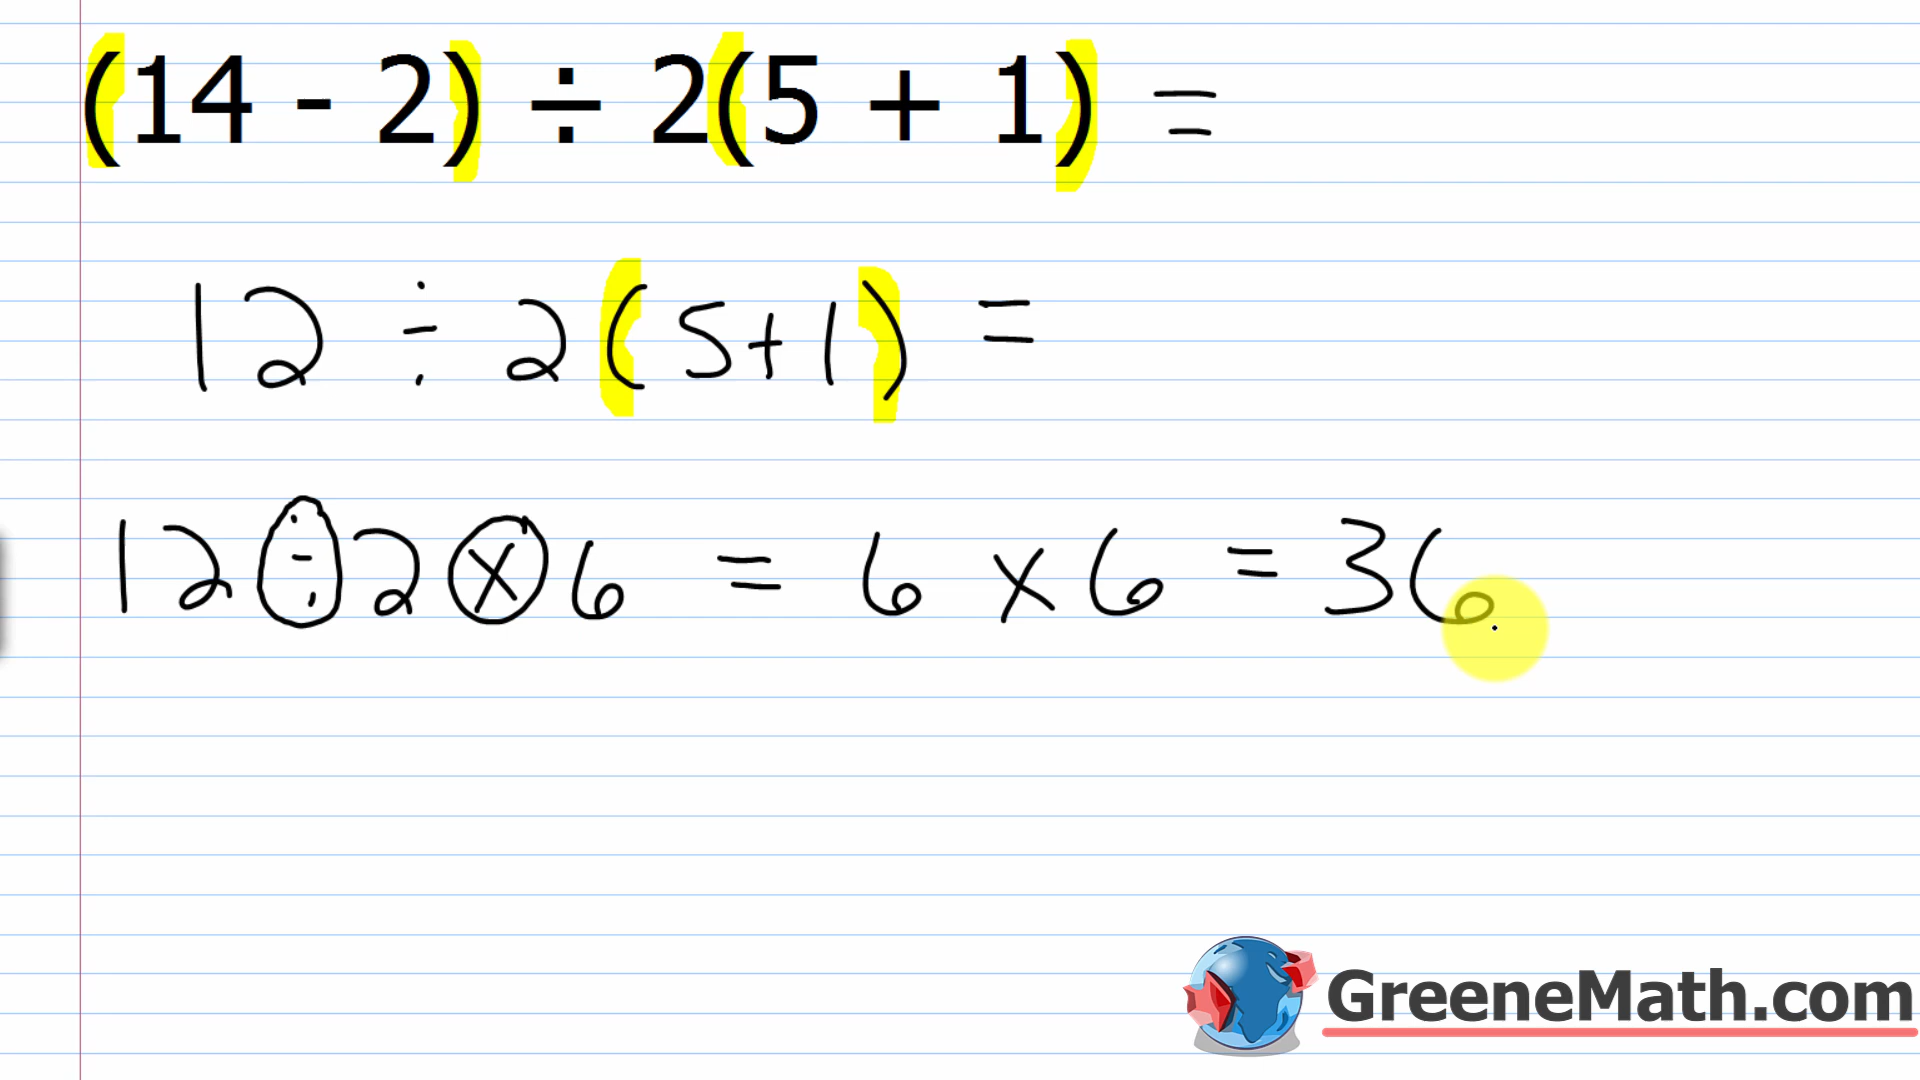 (14 - 2) ÷ 2(5 + 1) =
12 ÷ 2(5+1) =
12÷2×6 = 6 × 6 = 36
GreeneMath.com